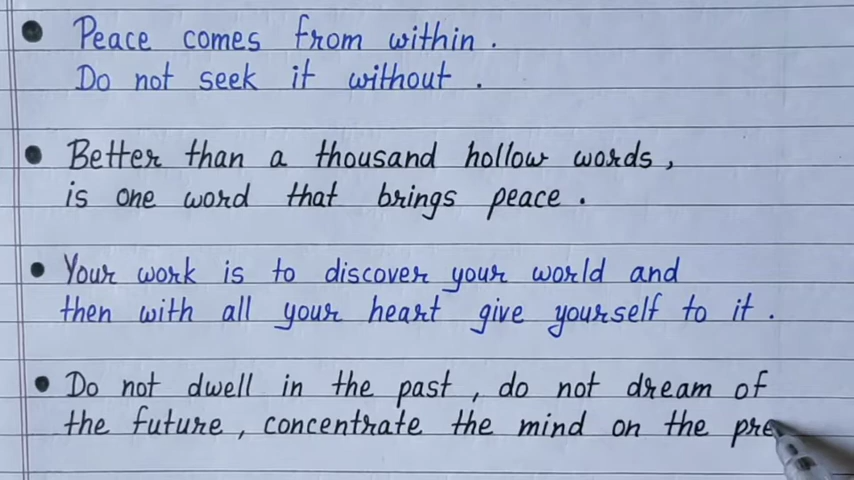 Peace comes from within.
Do not seek it without.
Better than a thousand hollow words,
is one word that brings peace.
Your work is to discover your world and
then with all your heart give yourself to it.
Do not dwell in the past, do not dream of
the future, concentrate the mind on the pre